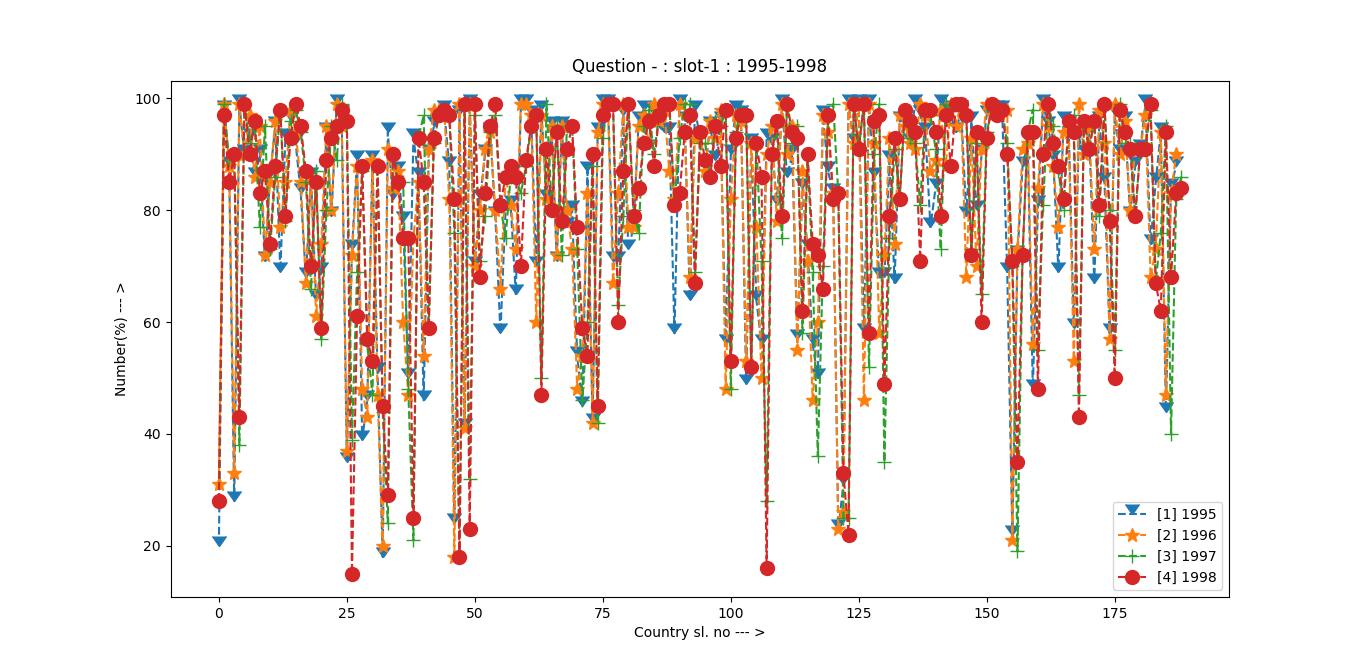 Question - : slot-1 : 1995-1998
Number(%) --- >
100
80
60
40
20
0 25 50 75 100 125 150 175
Country sl. no --- >
[1] 1995
[2] 1996
[3] 1997
[4] 1998